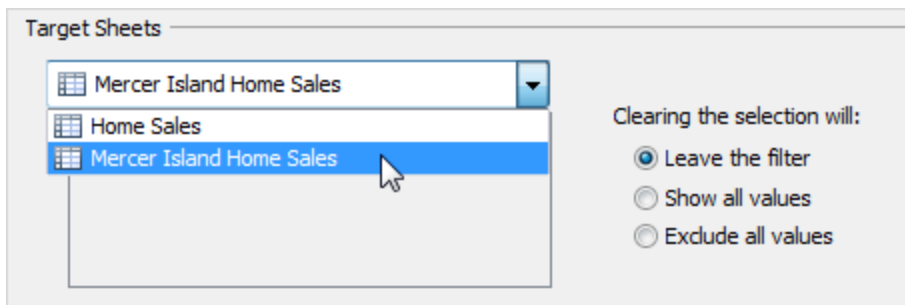 Target Sheets
Mercer Island Home Sales
Home Sales
Mercer Island Home Sales
Clearing the selection will:
Leave the filter
Show all values
Exclude all values